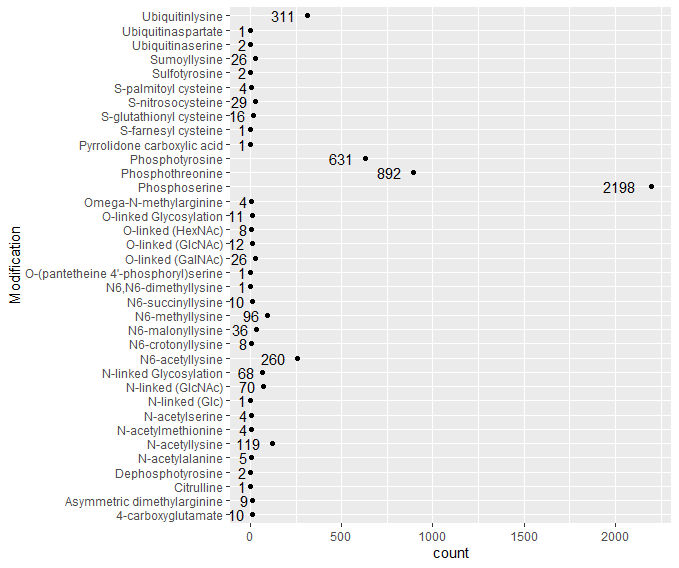 Modification
Ubiquitinlysine 311
Ubiquitinaspartate 1
Ubiquitinaserine 2
Sumoyllysine 26
Sulfotyrosine 2
S-palmitoyl cysteine 4
S-nitrosocysteine 29
S-glutathionyl cysteine 16
S-farnesyl cysteine 1
Pyrrolidone carboxylic acid 1
Phosphotyrosine 631
Phosphothreonine 892
Phosphoserine 2198
Omega-N-methylarginine 4
O-linked Glycosylation 11
O-linked (HexNAc) 8
O-linked (GlcNAc) 12
O-linked (GalNAc) 26
O-(pantetheine 4'-phosphoryl)serine 1
N6,N6-dimethyllysine 1
N6-succinyllysine 10
N6-methyllysine 96
N6-malonyllysine 36
N6-crotonyllysine 8
N6-acetyllysine 260
N-linked Glycosylation 68
N-linked (GlcNAc) 70
N-linked (Glc) 1
N-acetylserine 4
N-acetylmethionine 4
N-acetyllysine 119
N-acetylalanine 5
Dephosphotyrosine 2
Citrulline 1
Asymmetric dimethylarginine 9
4-carboxyglutamate 10
0 500 1000 1500 2000
count